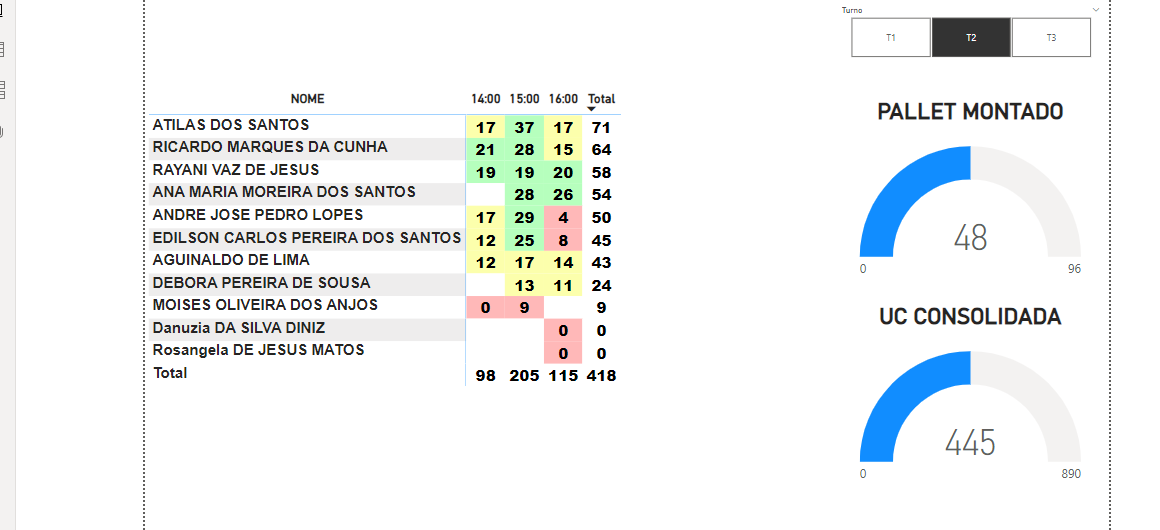 Turno
T1 T2 T3
NOME 14:00 15:00 16:00 Total
ATILAS DOS SANTOS 17 37 17 71
RICARDO MARQUES DA CUNHA 21 28 15 64
RAYANI VAZ DE JESUS 19 19 20 58
ANA MARIA MOREIRA DOS SANTOS 28 26 54
ANDRE JOSE PEDRO LOPES 17 29 4 50
EDILSON CARLOS PEREIRA DOS SANTOS 12 25 8 45
AGUINALDO DE LIMA 12 17 14 43
DEBORA PEREIRA DE SOUSA 13 11 24
MOISES OLIVEIRA DOS ANJOS 0 9 9
Danuzia DA SILVA DINIZ 0 0
Rosangela DE JESUS MATOS 0 0
Total 98 205 115 418
PALLET MONTADO
48
0 96
UC CONSOLIDADA
445
0 890